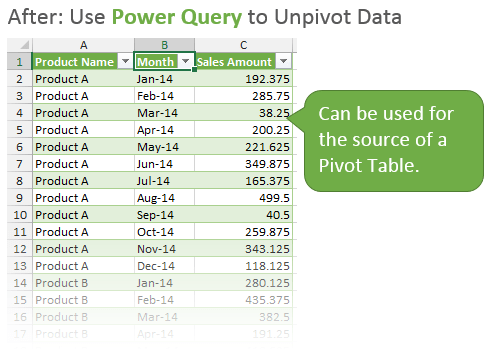 After: Use Power Query to Unpivot Data
A B C
1 Product Name Month Sales Amount
2 Product A Jan-14 192.375
3 Product A Feb-14 285.75
4 Product A Mar-14 38.25
5 Product A Apr-14 200.25
6 Product A May-14 221.625
7 Product A Jun-14 349.875
8 Product A Jul-14 165.375
9 Product A Aug-14 499.5
10 Product A Sep-14 40.5
11 Product A Oct-14 259.875
12 Product A Nov-14 343.125
13 Product A Dec-14 118.125
14 Product B Jan-14 280.125
15 Product B Feb-14 435.375
16 Product B Mar-14 382.5
17 Product B Apr-14 191.25
Can be used for
the source of a
Pivot Table.